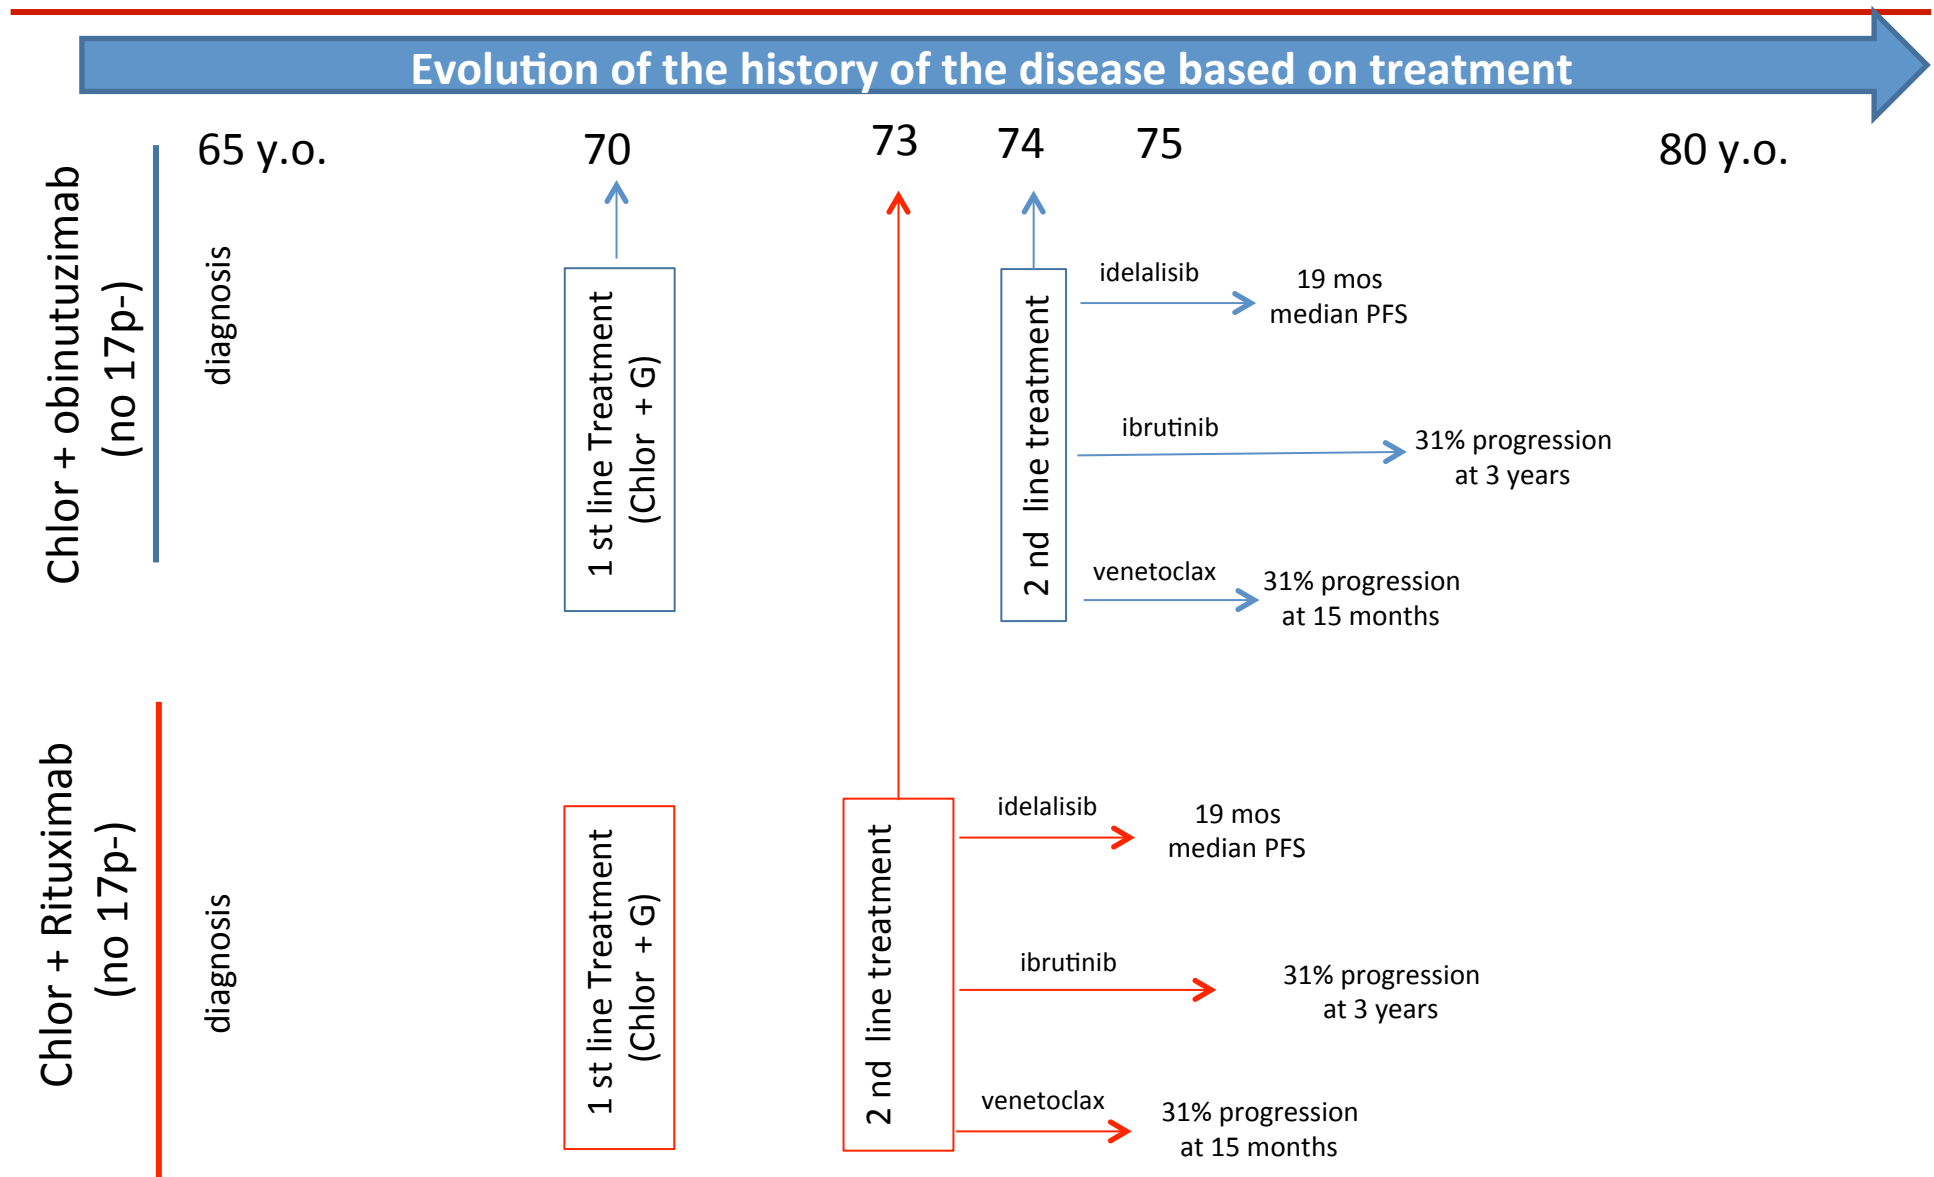 Evolution of the history of the disease based on treatment
65 y.o.
70
73
74
75
80 y.o.
Chlor + obinutuzimab
(no 17p-)
diagnosis
1 st line Treatment
(Chlor + G)
2 nd line treatment
idelalisib
19 mos
median PFS
ibrutinib
31% progression
at 3 years
venetoclax
31% progression
at 15 months
Chlor + Rituximab
(no 17p-)
diagnosis
1 st line Treatment
(Chlor + G)
2 nd line treatment
idelalisib
19 mos
median PFS
ibrutinib
31% progression
at 3 years
venetoclax
31% progression
at 15 months